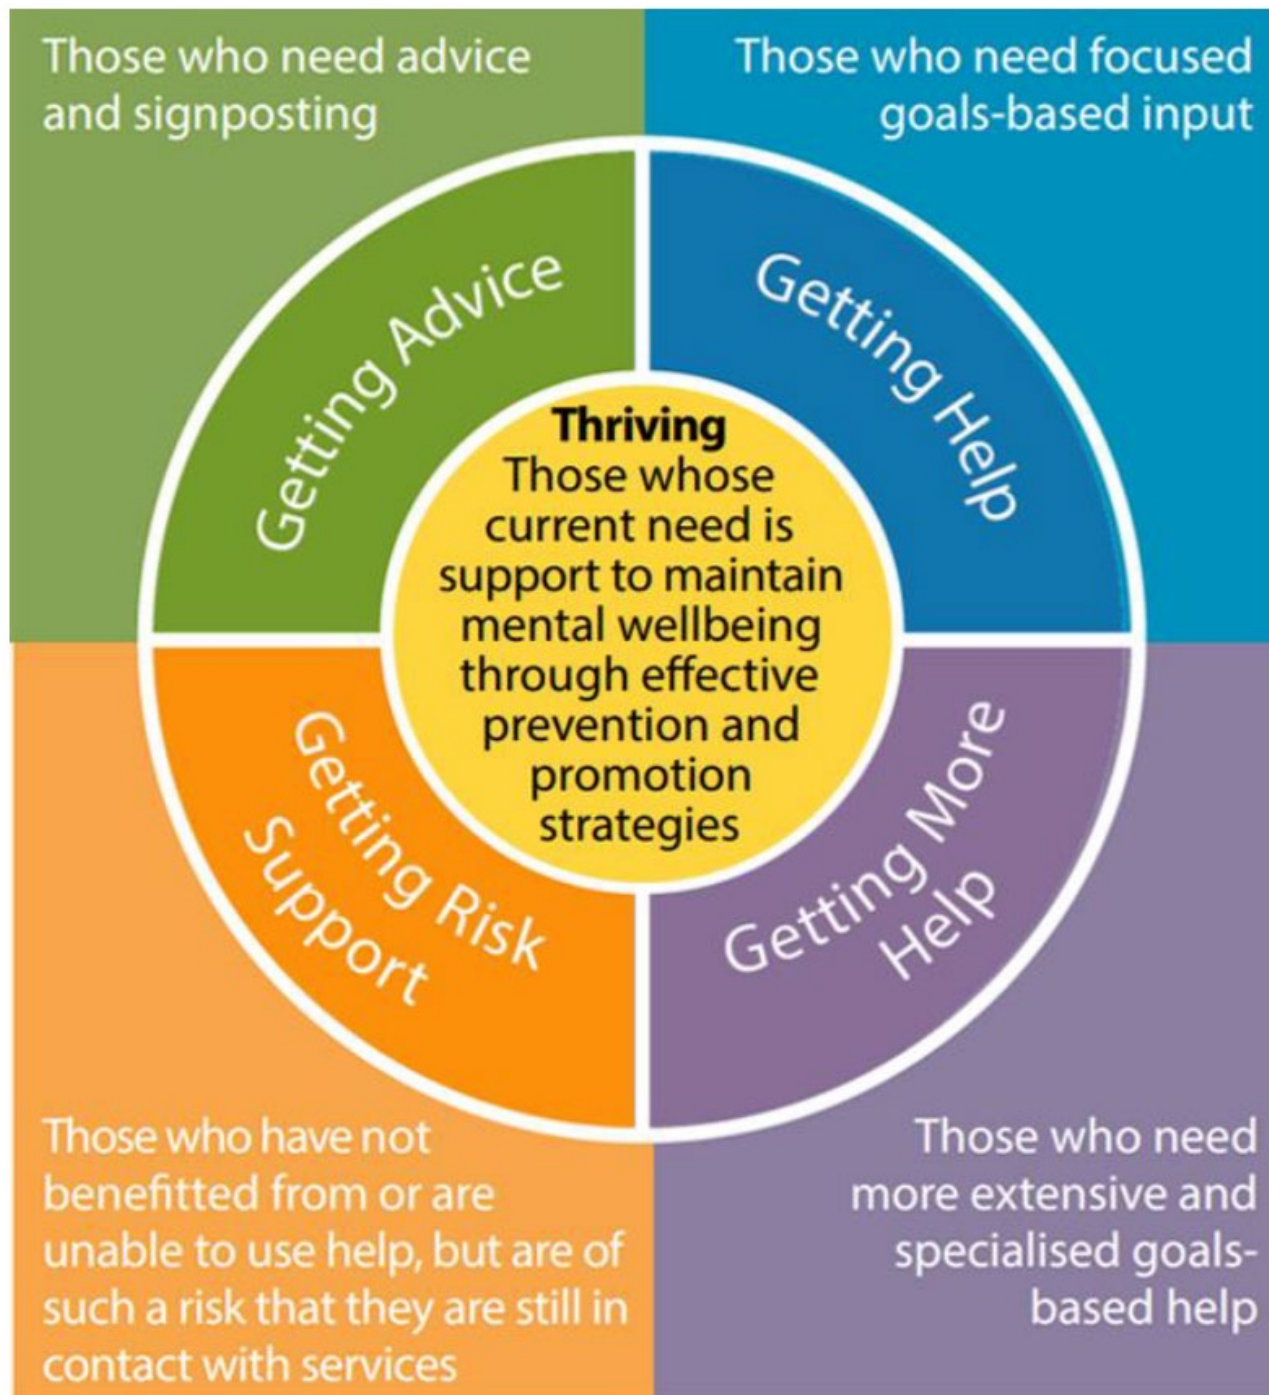 Those who need advice
and signposting
Those who need focused
goals-based input
Getting Advice
Getting Help
Thriving
Those whose
current need is
support to maintain
mental wellbeing
through effective
prevention and
promotion
strategies
Getting Risk
Support
Getting More
Help
Those who have not
benefitted from or are
unable to use help, but are of
such a risk that they are still in
contact with services
Those who need
more extensive and
specialised goals-
based help